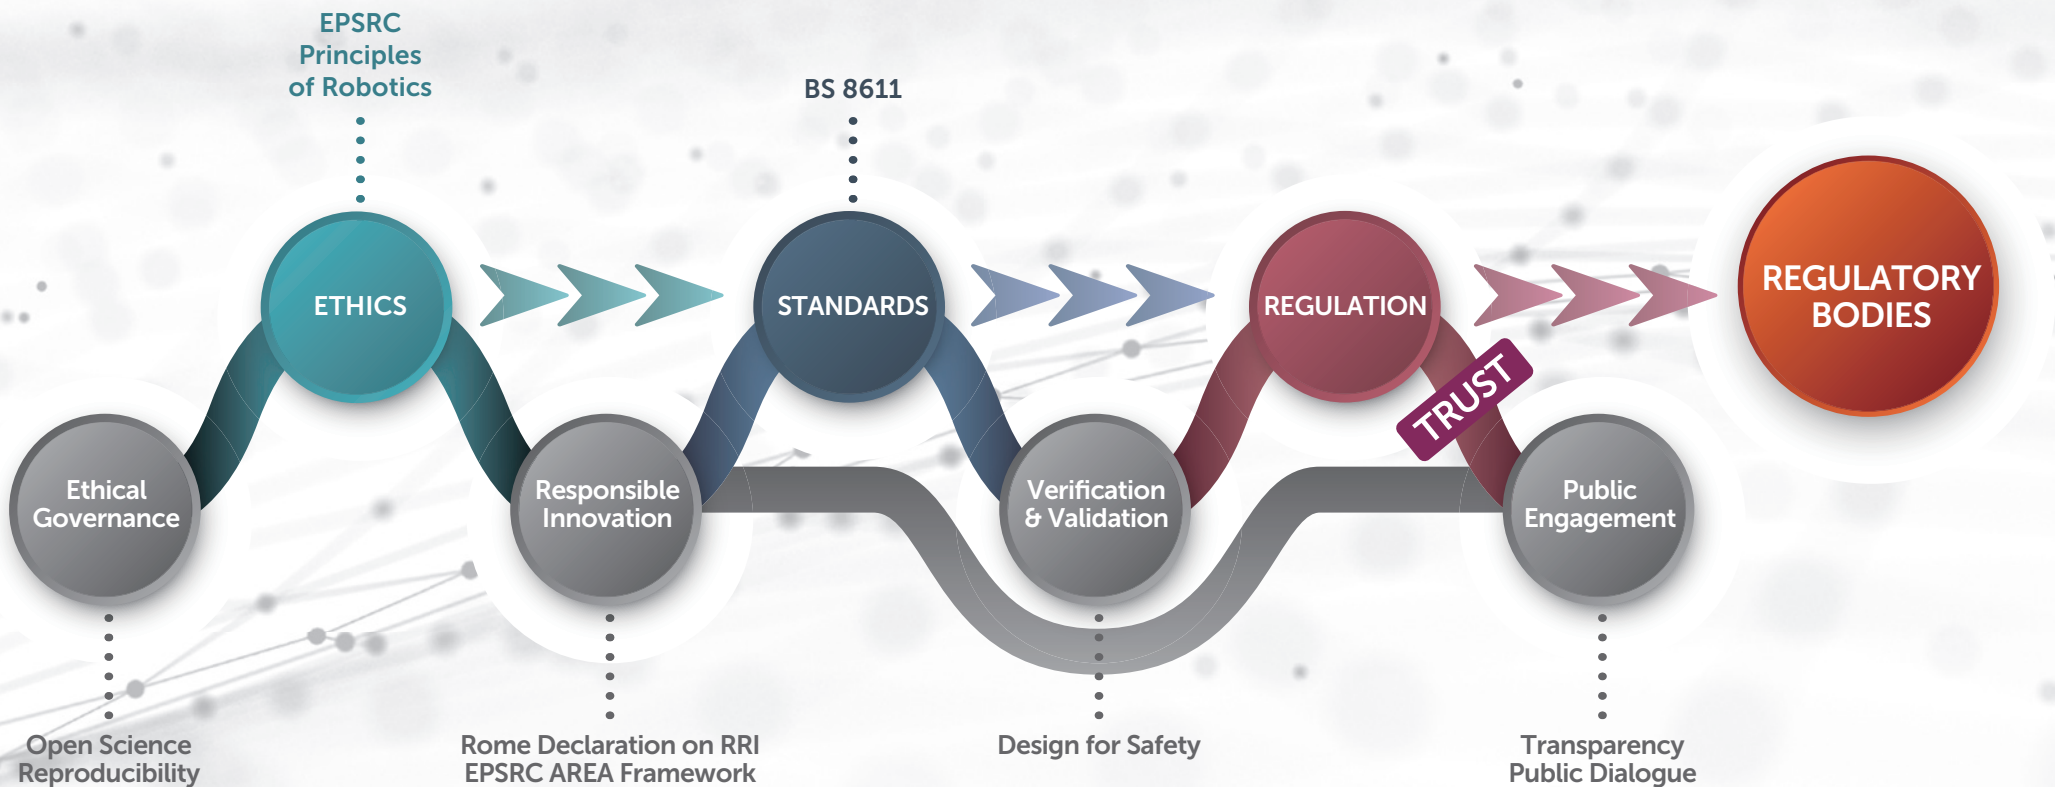 EPSRC
Principles
of Robotics
BS 8611
ETHICS
STANDARDS
REGULATION
REGULATORY
BODIES
TRUST
Ethical
Governance
Responsible
Innovation
Verification
& Validation
Public
Engagement
Open Science
Reproducibility
Rome Declaration on RRI
EPSRC AREA Framework
Design for Safety
Transparency
Public Dialogue